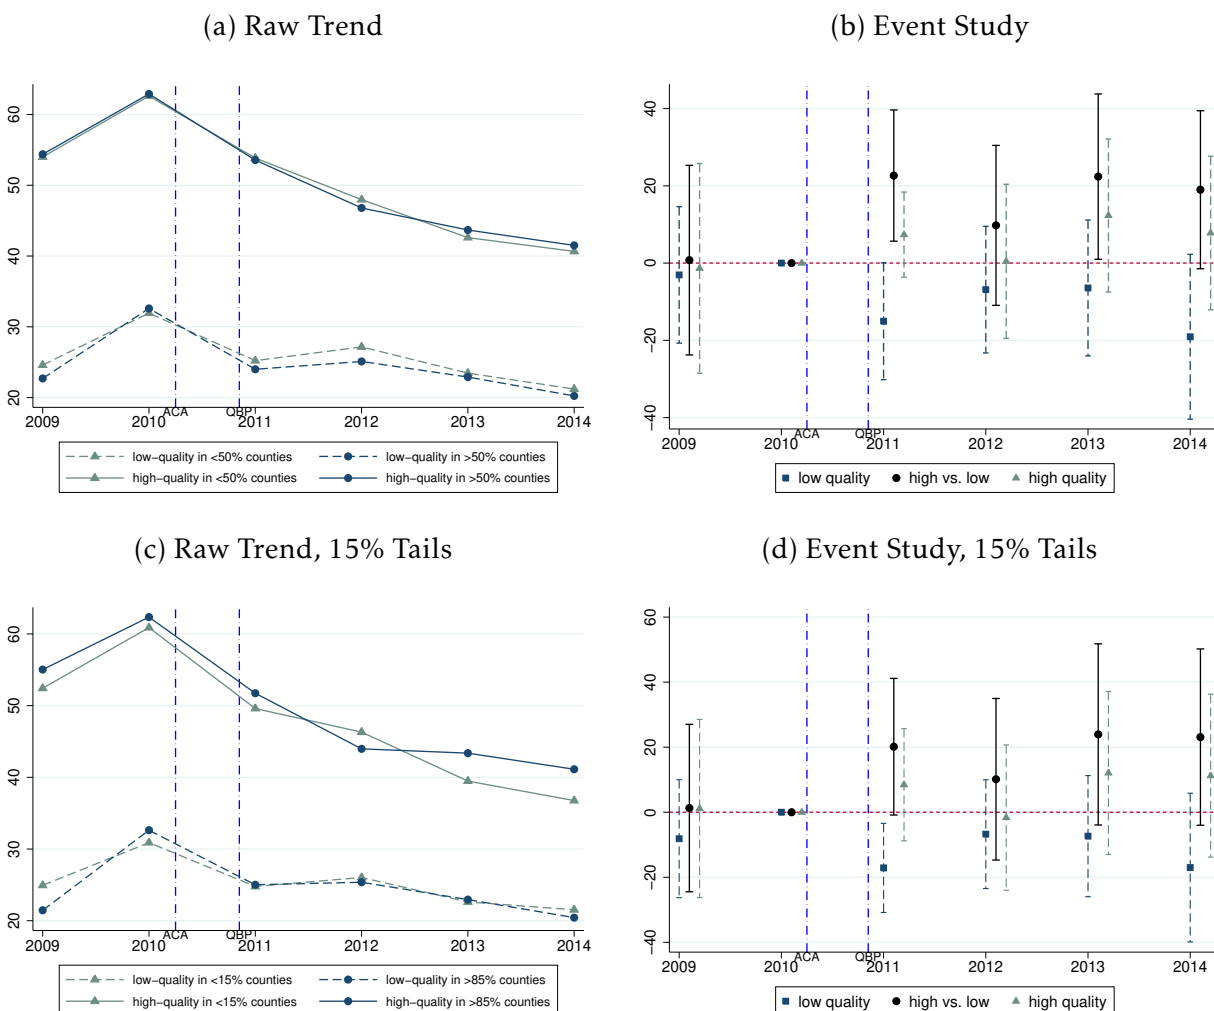 (a) Raw Trend
60
50
40
30
20
2009 2010 ACA QBP 2011 2012 2013 2014
low−quality in <50% counties low−quality in >50% counties
high−quality in <50% counties high−quality in >50% counties
(b) Event Study
40
20
0
−20
−40
2009 2010 ACA QBP 2011 2012 2013 2014
low quality high vs. low high quality
(c) Raw Trend, 15% Tails
60
50
40
30
20
2009 2010 ACA QBP 2011 2012 2013 2014
low−quality in <15% counties low−quality in >85% counties
high−quality in <15% counties high−quality in >85% counties
(d) Event Study, 15% Tails
60
40
20
0
−20
−40
2009 2010 ACA QBP 2011 2012 2013 2014
low quality high vs. low high quality